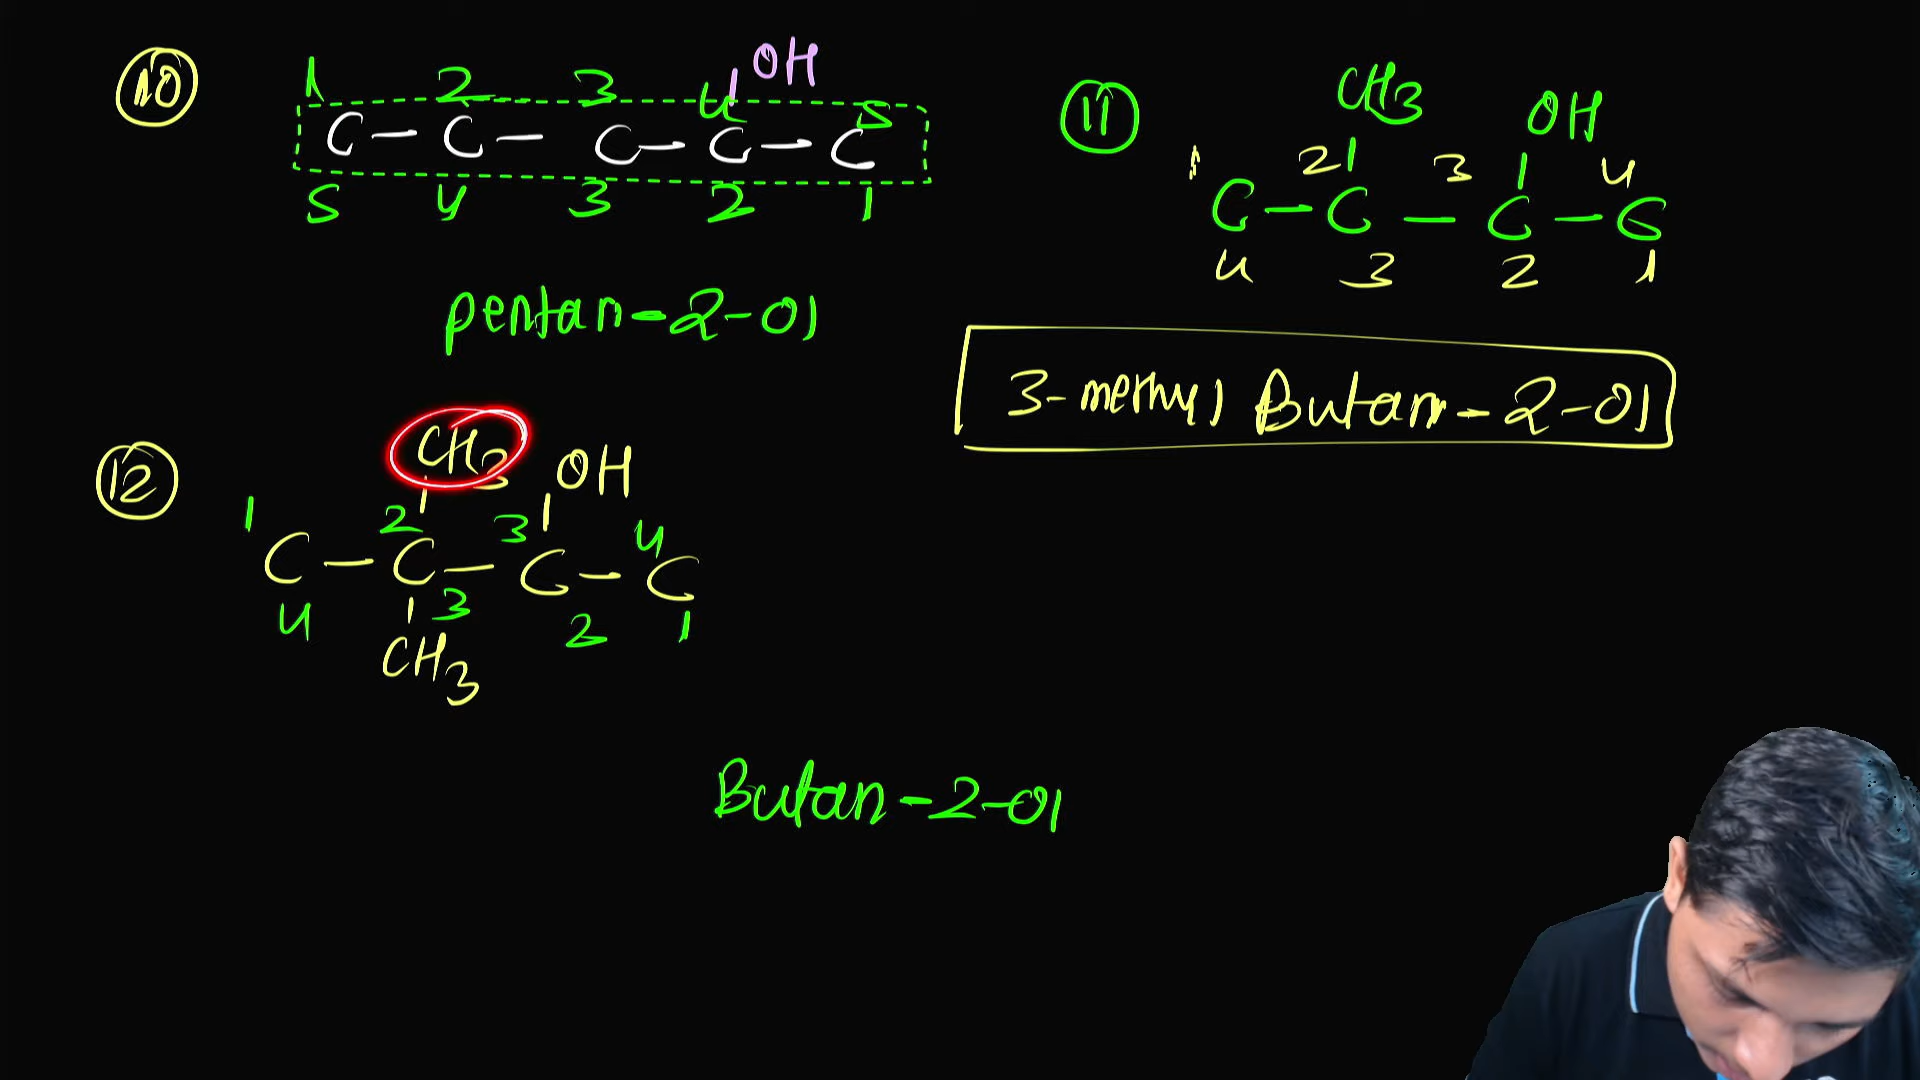 10
OH
1 2 3 4 5
C - C - C - C - C
5 4 3 2 1
pentan-2-ol
11
CH3 OH
1 2 3 4
C - C - C - C
4 3 2 1
3-methyl Butan-2-ol
12
CH3 OH
1 2 3 4
C - C - C - C
4 3 2 1
CH3
Butan-2-ol